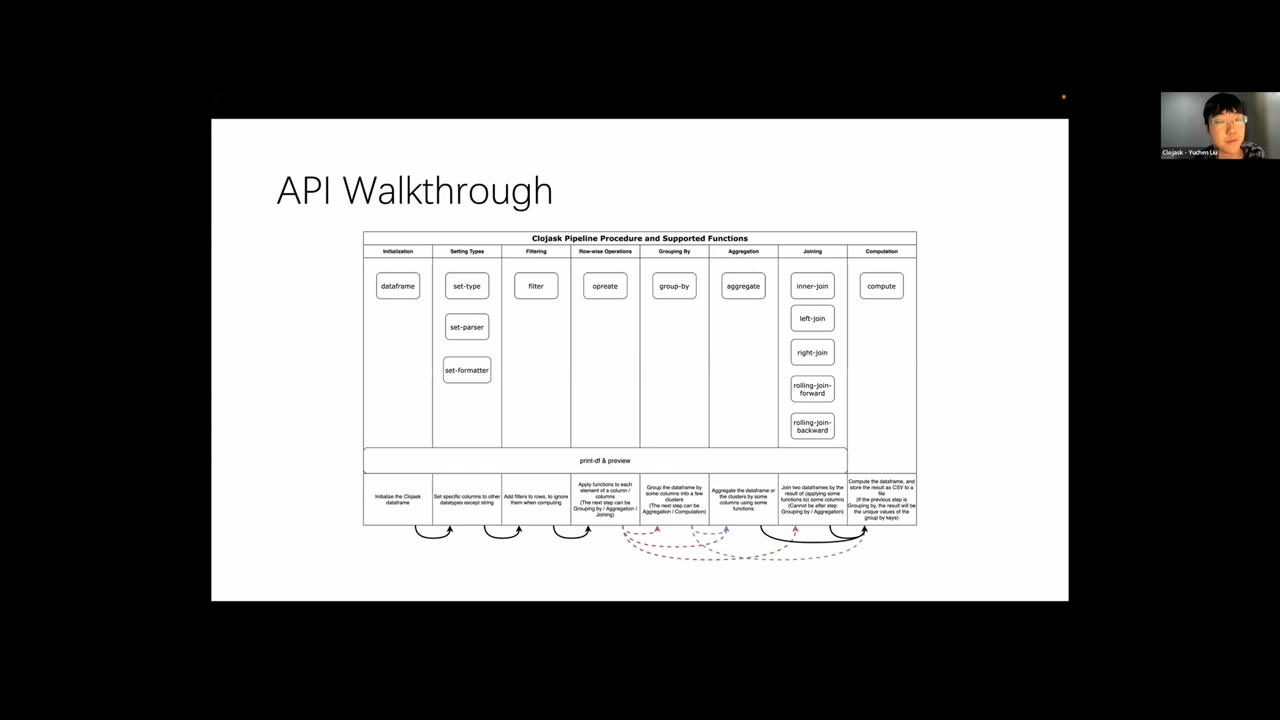 API Walkthrough
Clojask Pipeline Procedure and Supported Functions
Initialization
Setting Types
Filtering
Row-wise Operations
Grouping By
Aggregation
Joining
Computation
dataframe
set-type
filter
opreate
group-by
aggregate
inner-join
compute
set-parser
left-join
set-formatter
right-join
rolling-join-
forward
rolling-join-
backward
print-df & preview
Initialize the Clojask
dataframe
Set specific columns to other
datatypes except string
Add filters to rows, to ignore
them when computing
Apply functions to each
element of a column /
columns
(The next step can be
Grouping by / Aggregation /
Joining)
Group the dataframe by
some columns into a few
clusters
(The next step can be
Aggregation / Computation)
Aggregate the dataframe or
the clusters by some
columns using some
functions
Join two dataframes by the
result of (applying some
functions to) some columns
(Cannot be after step
Grouping by / Aggregation)
Compute the dataframe, and
store the result as CSV to a
file
(If the previous step is
Grouping by, the result will be
the unique values of the
group by keys)
Clojask - Yuchen Liu